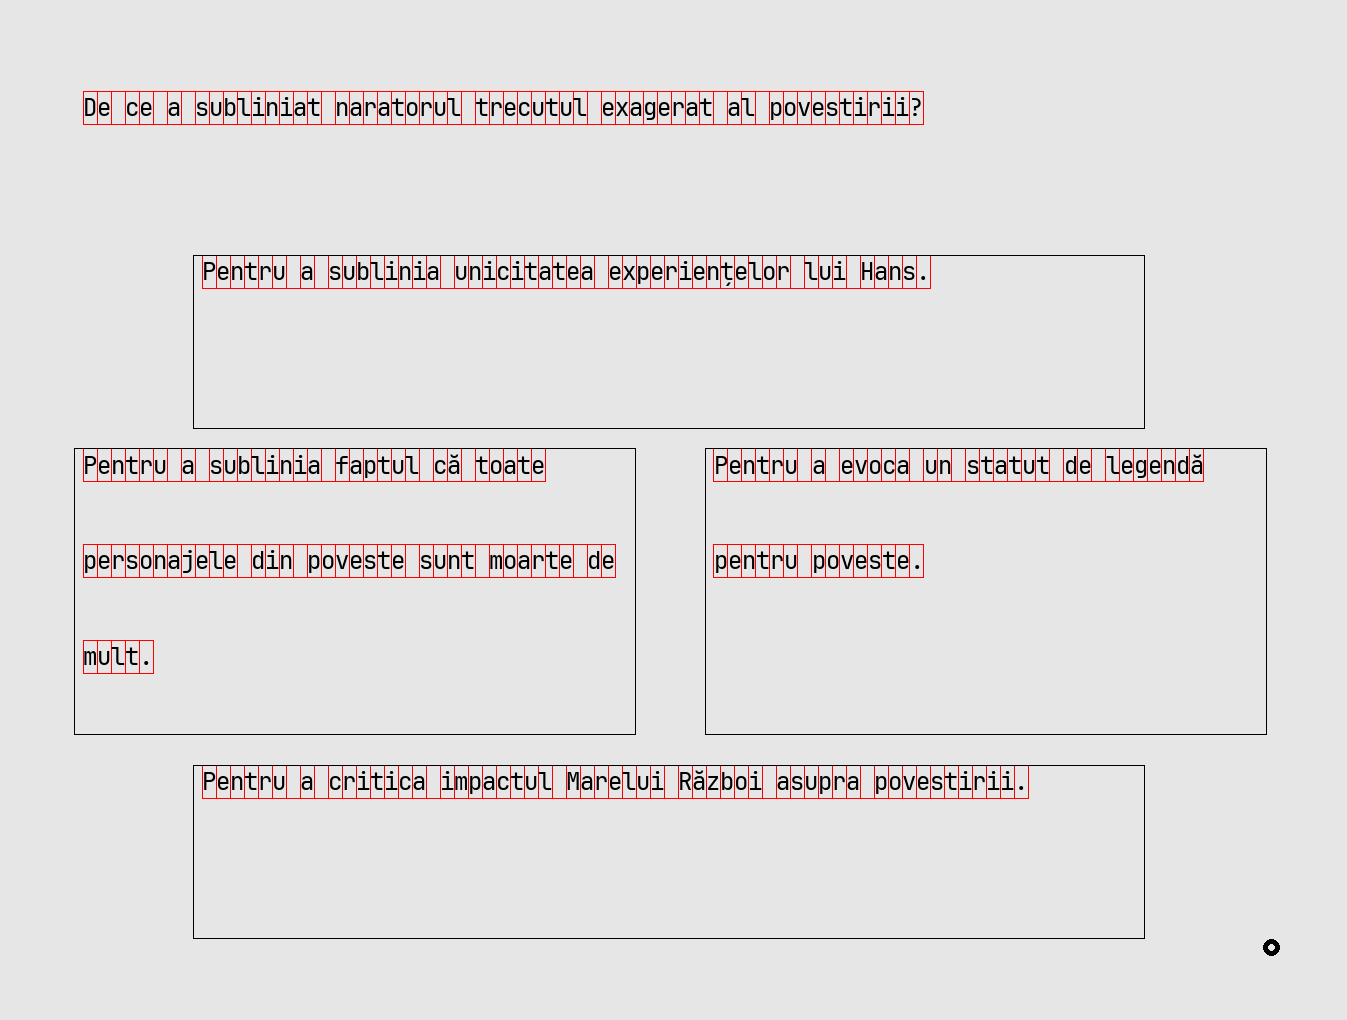 De ce a subliniat naratorul trecutul exagerat al povestirii?
Pentru a sublinia unicitatea experiențelor lui Hans.
Pentru a sublinia faptul că toate
personajele din poveste sunt moarte de
mult.
Pentru a evoca un statut de legendă
pentru poveste.
Pentru a critica impactul Marelui Război asupra povestirii.